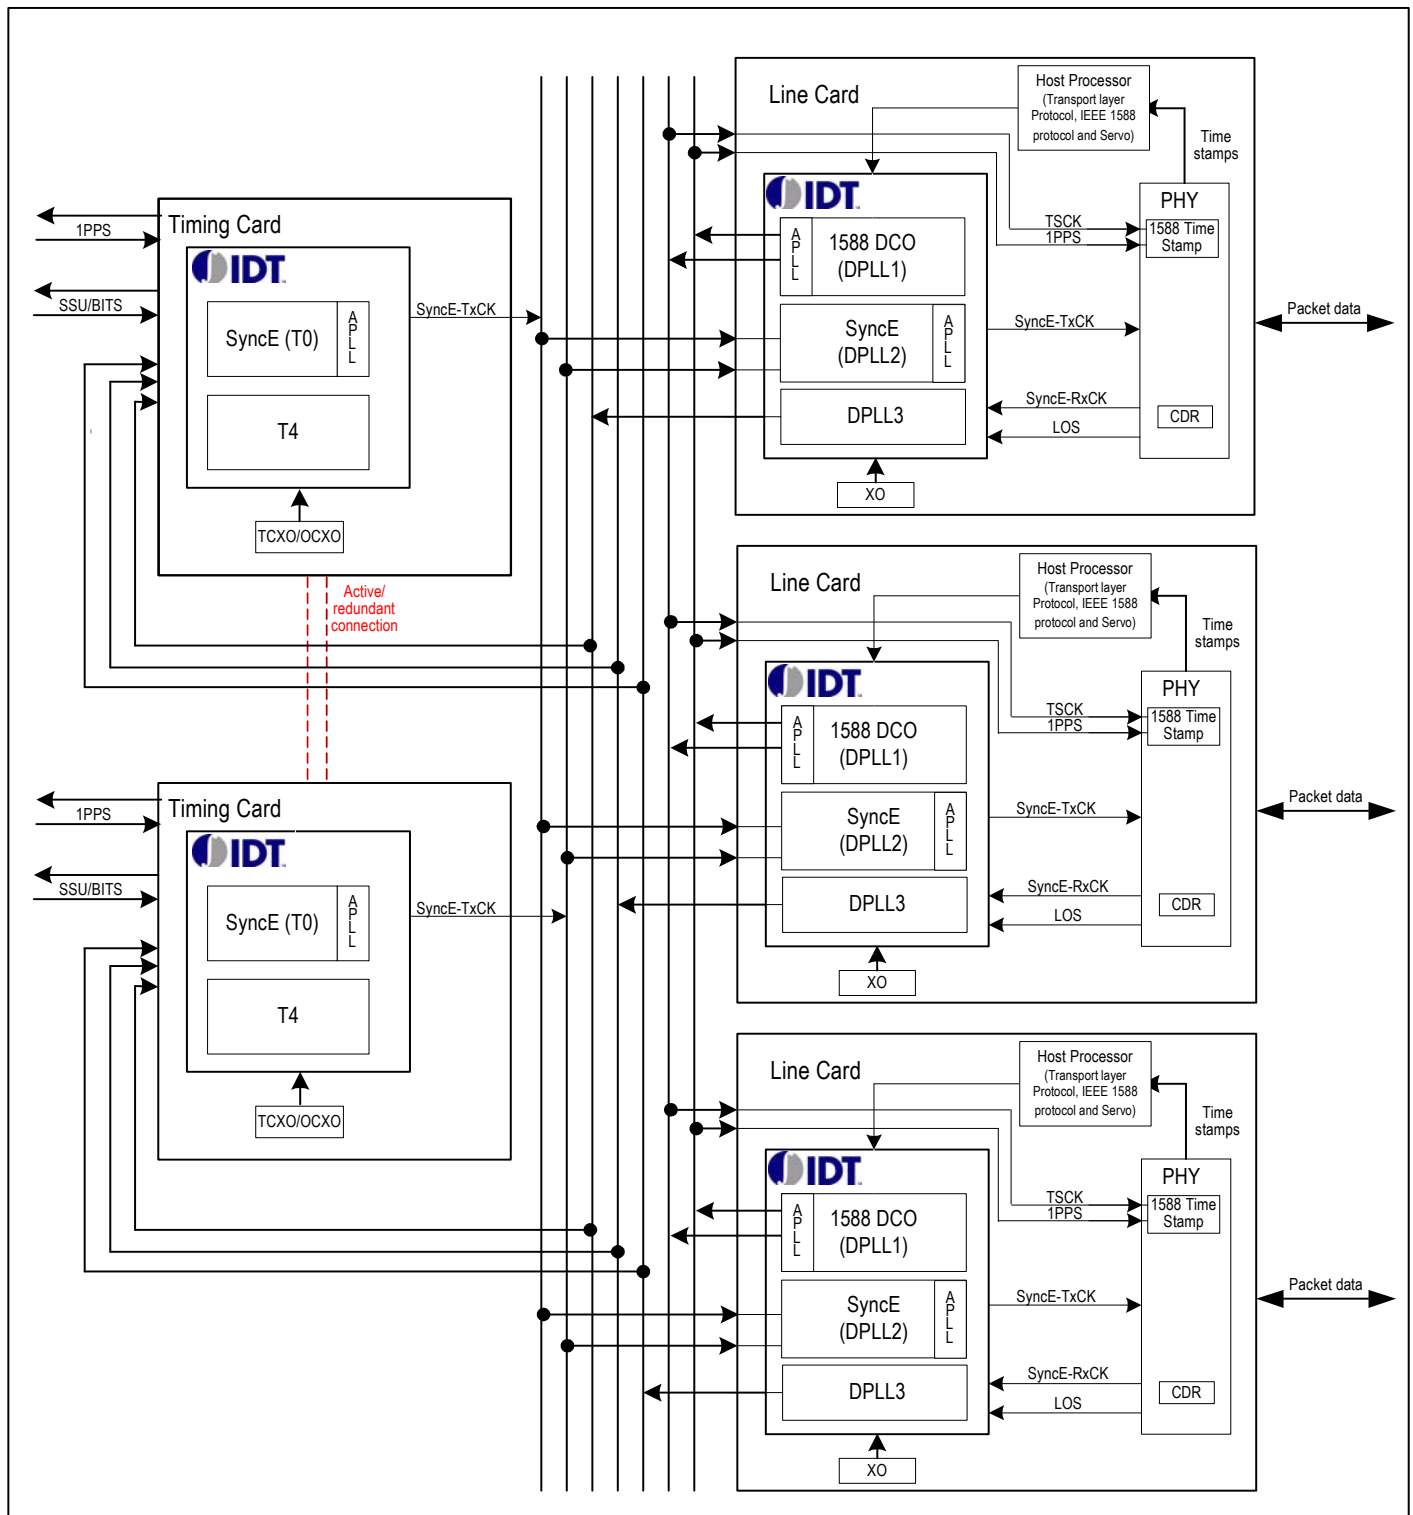 Line Card
Host Processor
(Transport layer
Protocol, IEEE 1588
protocol and Servo)
Time
stamps
IDT
APLL
1588 DCO
(DPLL1)
SyncE
(DPLL2)
APLL
DPLL3
XO
TSCK
1PPS
SyncE-TxCK
SyncE-RxCK
LOS
PHY
1588 Time
Stamp
CDR
Packet data
Timing Card
1PPS
SSU/BITS
IDT
SyncE (T0)
APLL
T4
TCXO/OCXO
SyncE-TxCK
Active/
redundant
connection
Line Card
Host Processor
(Transport layer
Protocol, IEEE 1588
protocol and Servo)
Time
stamps
IDT
APLL
1588 DCO
(DPLL1)
SyncE
(DPLL2)
APLL
DPLL3
XO
TSCK
1PPS
SyncE-TxCK
SyncE-RxCK
LOS
PHY
1588 Time
Stamp
CDR
Packet data
Timing Card
1PPS
SSU/BITS
IDT
SyncE (T0)
APLL
T4
TCXO/OCXO
SyncE-TxCK
Line Card
Host Processor
(Transport layer
Protocol, IEEE 1588
protocol and Servo)
Time
stamps
IDT
APLL
1588 DCO
(DPLL1)
SyncE
(DPLL2)
APLL
DPLL3
XO
TSCK
1PPS
SyncE-TxCK
SyncE-RxCK
LOS
PHY
1588 Time
Stamp
CDR
Packet data